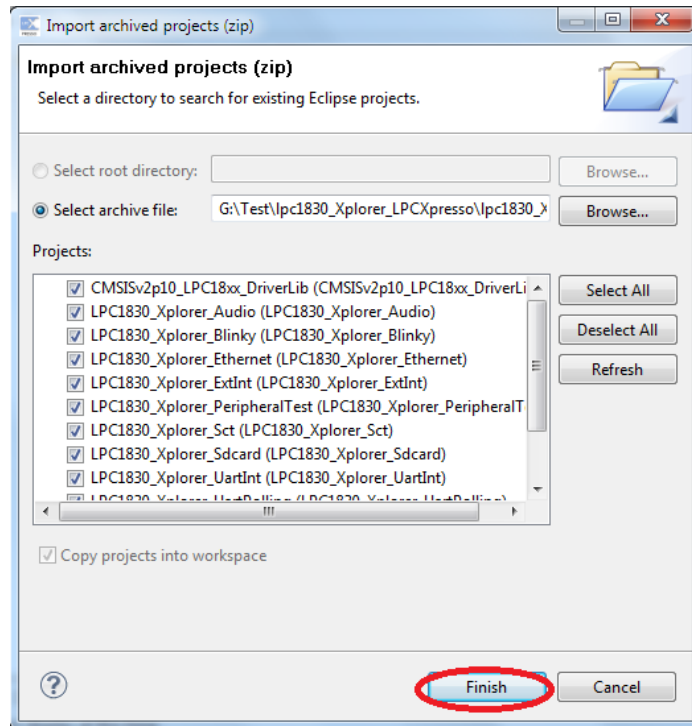 Import archived projects (zip)
Import archived projects (zip)
Select a directory to search for existing Eclipse projects.
Select root directory: Browse...
Select archive file: G:\Test\lpc1830_Xplorer_LPCXpresso\lpc1830_X Browse...
Projects:
CMSISv2p10_LPC18xx_DriverLib (CMSISv2p10_LPC18xx_DriverLi Select All
LPC1830_Xplorer_Audio (LPC1830_Xplorer_Audio)
LPC1830_Xplorer_Blinky (LPC1830_Xplorer_Blinky) Deselect All
LPC1830_Xplorer_Ethernet (LPC1830_Xplorer_Ethernet) Refresh
LPC1830_Xplorer_ExtInt (LPC1830_Xplorer_ExtInt)
LPC1830_Xplorer_PeripheralTest (LPC1830_Xplorer_PeripheralT
LPC1830_Xplorer_Sct (LPC1830_Xplorer_Sct)
LPC1830_Xplorer_Sdcard (LPC1830_Xplorer_Sdcard)
LPC1830_Xplorer_UartInt (LPC1830_Xplorer_UartInt)
LPC1830_Xplorer_UartPolling (LPC1830_Xplorer_UartPolling)
Copy projects into workspace
Finish Cancel